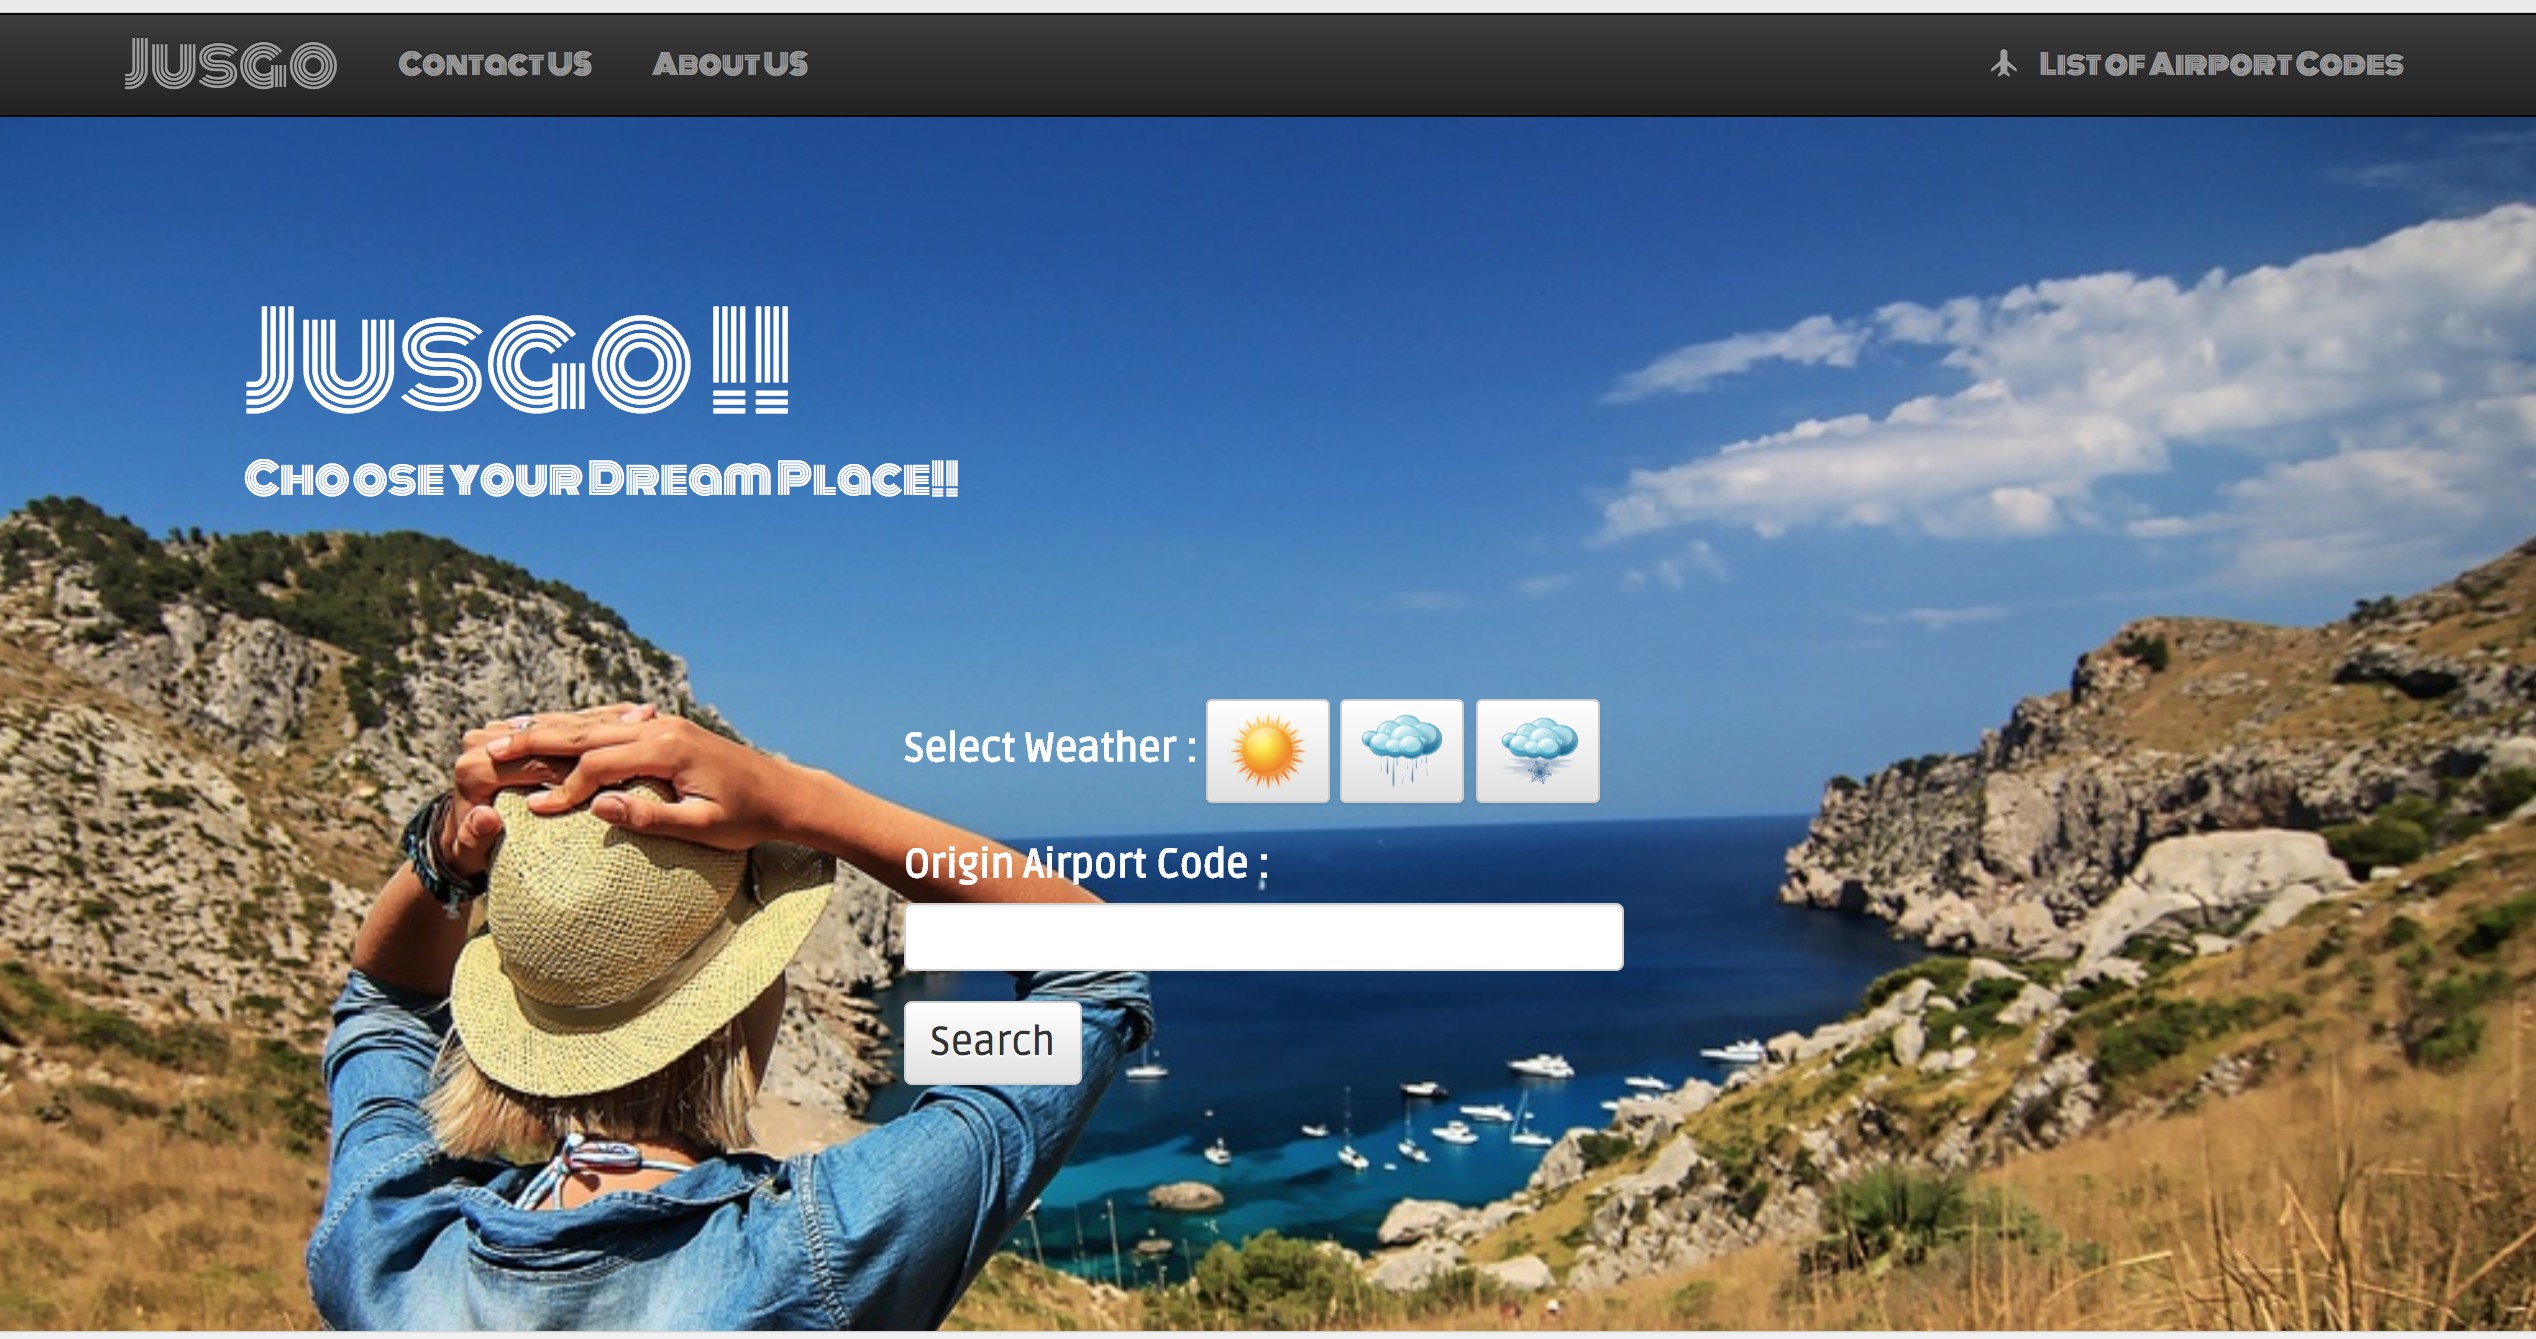 JUSGO CONTACT US ABOUT US LIST OF AIRPORT CODES
JUSGO !!
CHOOSE YOUR DREAM PLACE!!
Select Weather :
Origin Airport Code :
Search